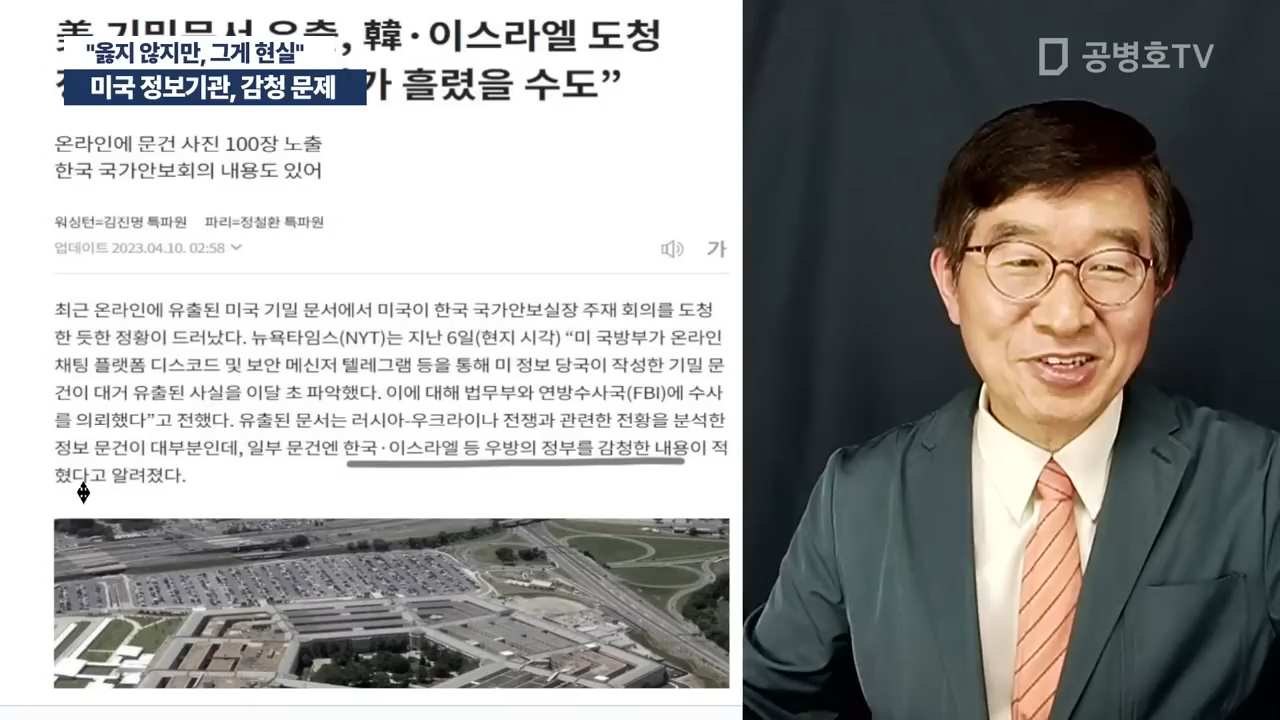 美 기밀문서 유출, 韓·이스라엘 도청
"옳지 않지만, 그게 현실"
미국 정보기관, 감청 문제
가 흘렸을 수도”
공병호TV
온라인에 문건 사진 100장 노출
한국 국가안보회의 내용도 있어
워싱턴=김진명 특파원 파리=정철환 특파원
업데이트 2023.04.10. 02:58
가
최근 온라인에 유출된 미국 기밀 문서에서 미국이 한국 국가안보실장 주재 회의를 도청
한 듯한 정황이 드러났다. 뉴욕타임스(NYT)는 지난 6일(현지 시각) “미 국방부가 온라인
채팅 플랫폼 디스코드 및 보안 메신저 텔레그램 등을 통해 미 정보 당국이 작성한 기밀 문
건이 대거 유출된 사실을 이달 초 파악했다. 이에 대해 법무부와 연방수사국(FBI)에 수사
를 의뢰했다”고 전했다. 유출된 문서는 러시아-우크라이나 전쟁과 관련한 전황을 분석한
정보 문건이 대부분인데, 일부 문건엔 한국·이스라엘 등 우방의 정부를 감청한 내용이 적
혔다고 알려졌다.